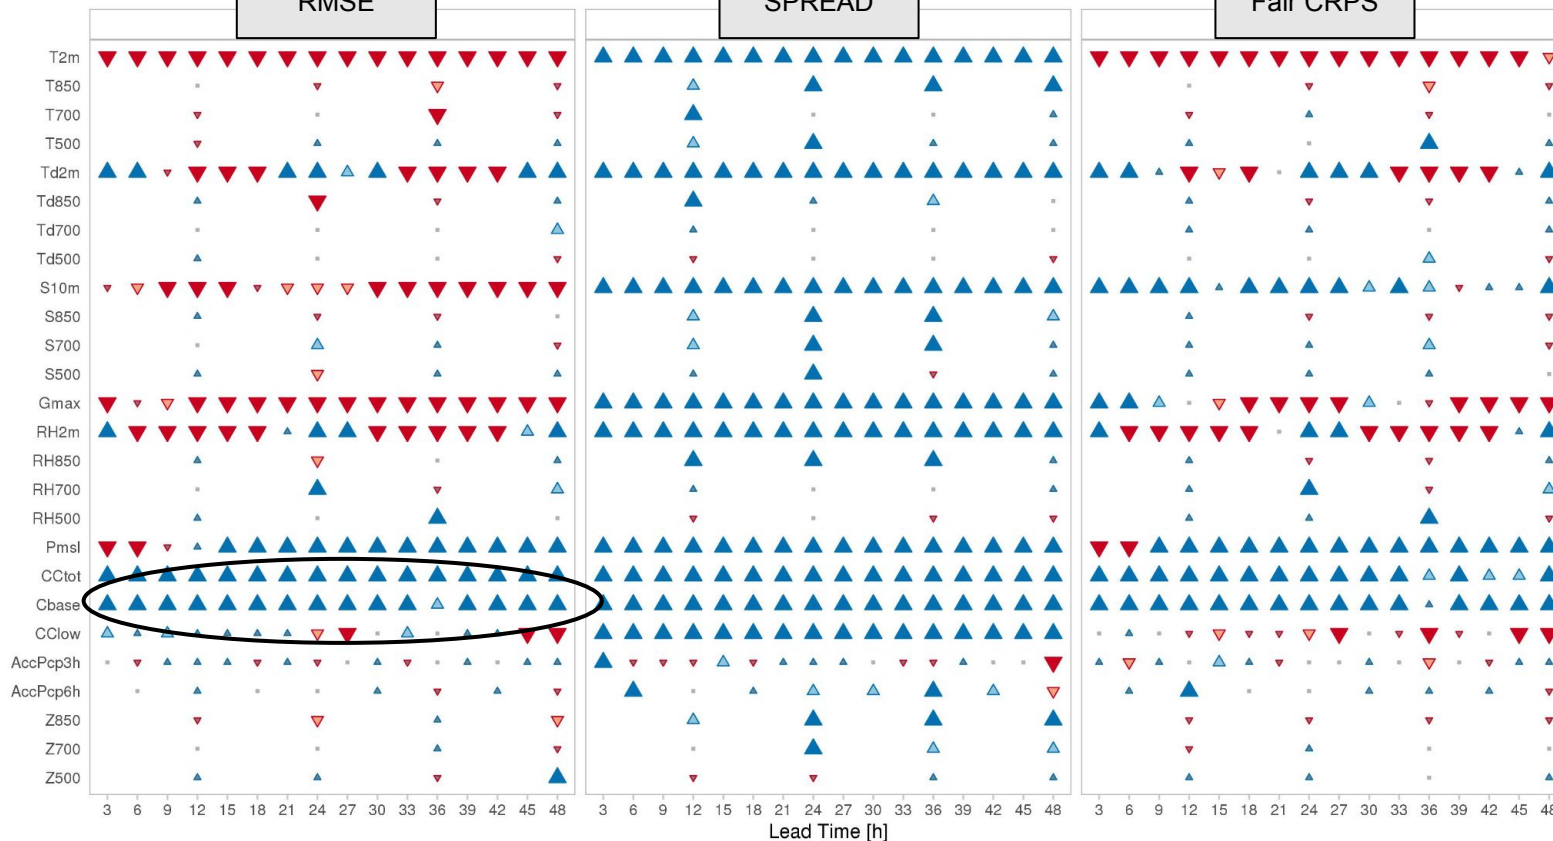 RMSE
SPREAD
Fair CRPS
T2m
T850
T700
T500
Td2m
Td850
Td700
Td500
S10m
S850
S700
S500
Gmax
RH2m
RH850
RH700
RH500
Pmsl
CCtot
Cbase
CClow
AccPcp3h
AccPcp6h
Z850
Z700
Z500
3 6 9 12 15 18 21 24 27 30 33 36 39 42 45 48 3 6 9 12 15 18 21 24 27 30 33 36 39 42 45 48 3 6 9 12 15 18 21 24 27 30 33 36 39 42 45 48
Lead Time [h]